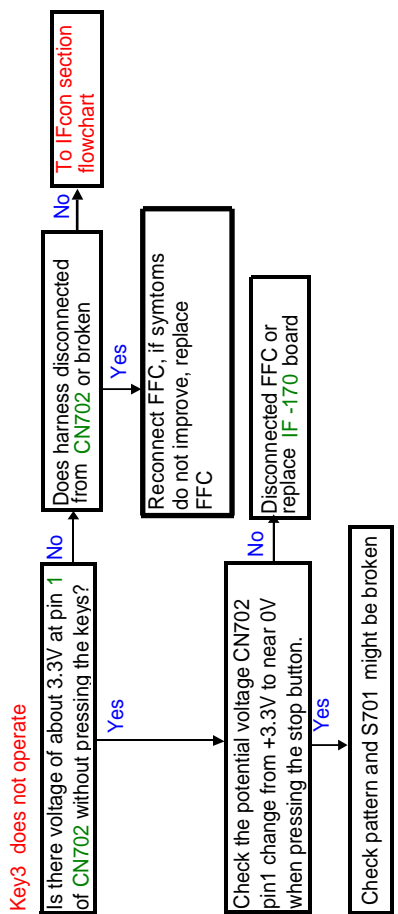 Key3 does not operate
Is there voltage of about 3.3V at pin 1
of CN702 without pressing the keys?
No
Does harness disconnected
from CN702 or broken
No
To IFcon section
flowchart
Yes
Reconnect FFC, if symtoms
do not improve, replace
FFC
Yes
Check the potential voltage CN702
pin1 change from +3.3V to near 0V
when pressing the stop button.
No
Disconnected FFC or
replace IF -170 board
Yes
Check pattern and S701 might be broken